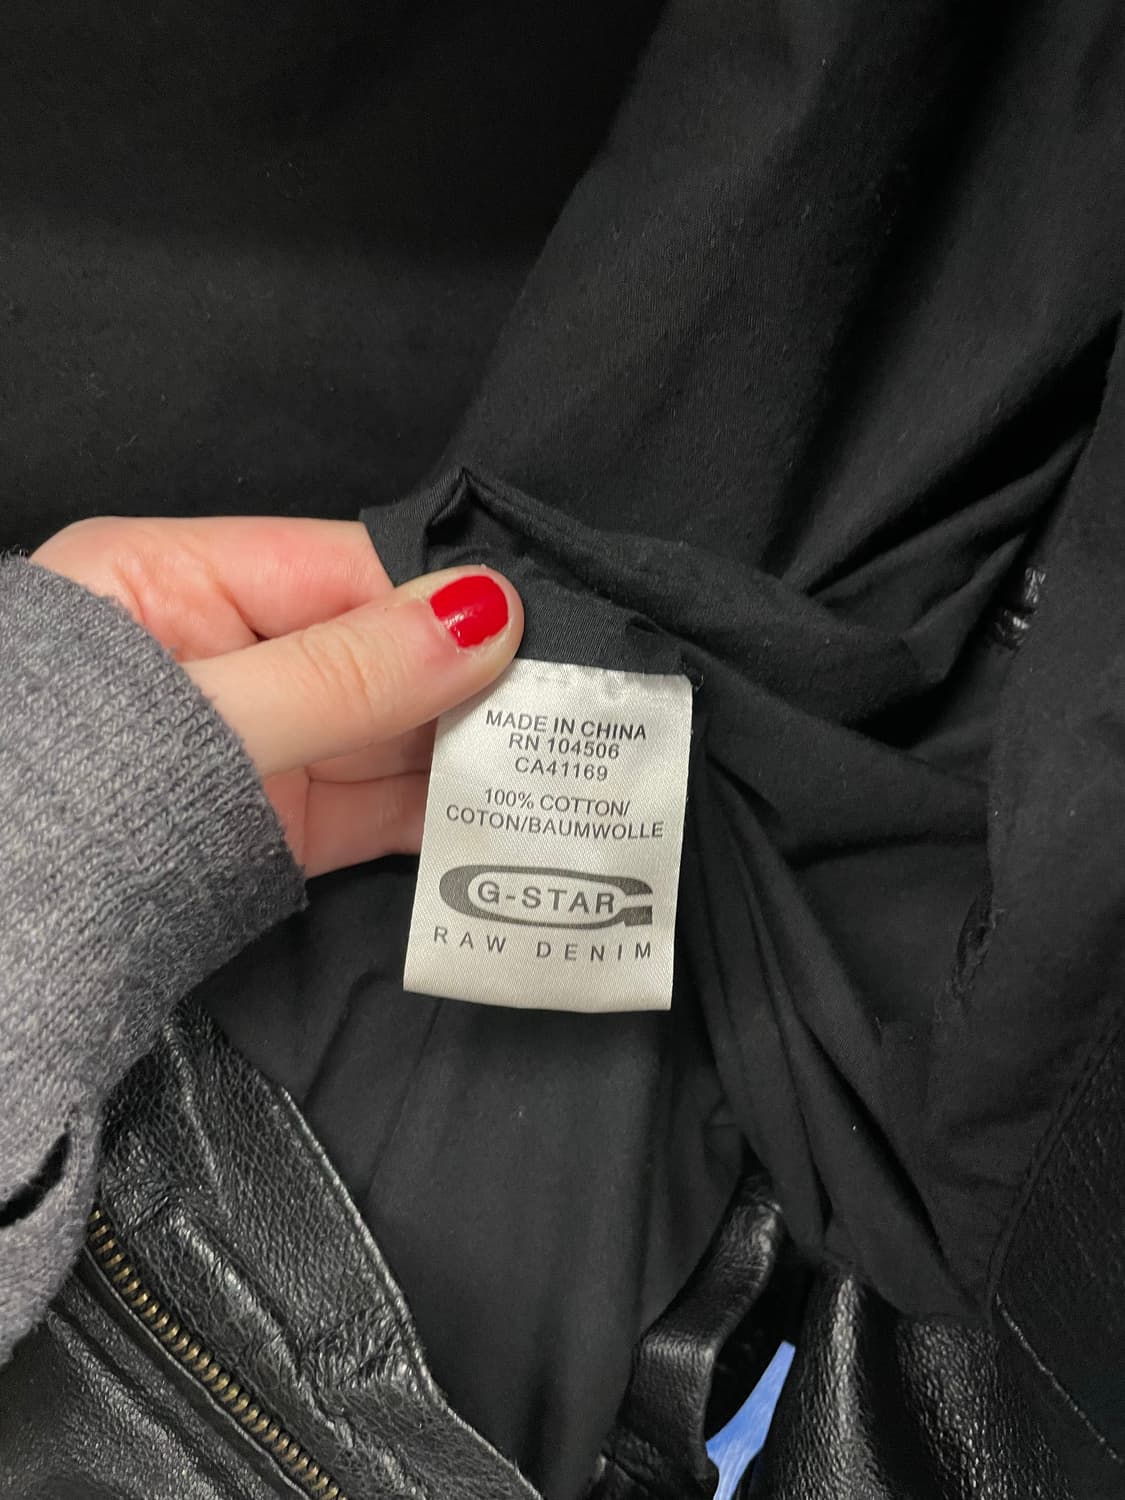 MADE IN CHINA
RN 104506
CA41169
100% COTTON/
COTON/BAUMWOLLE
G-STAR
RAW DENIM